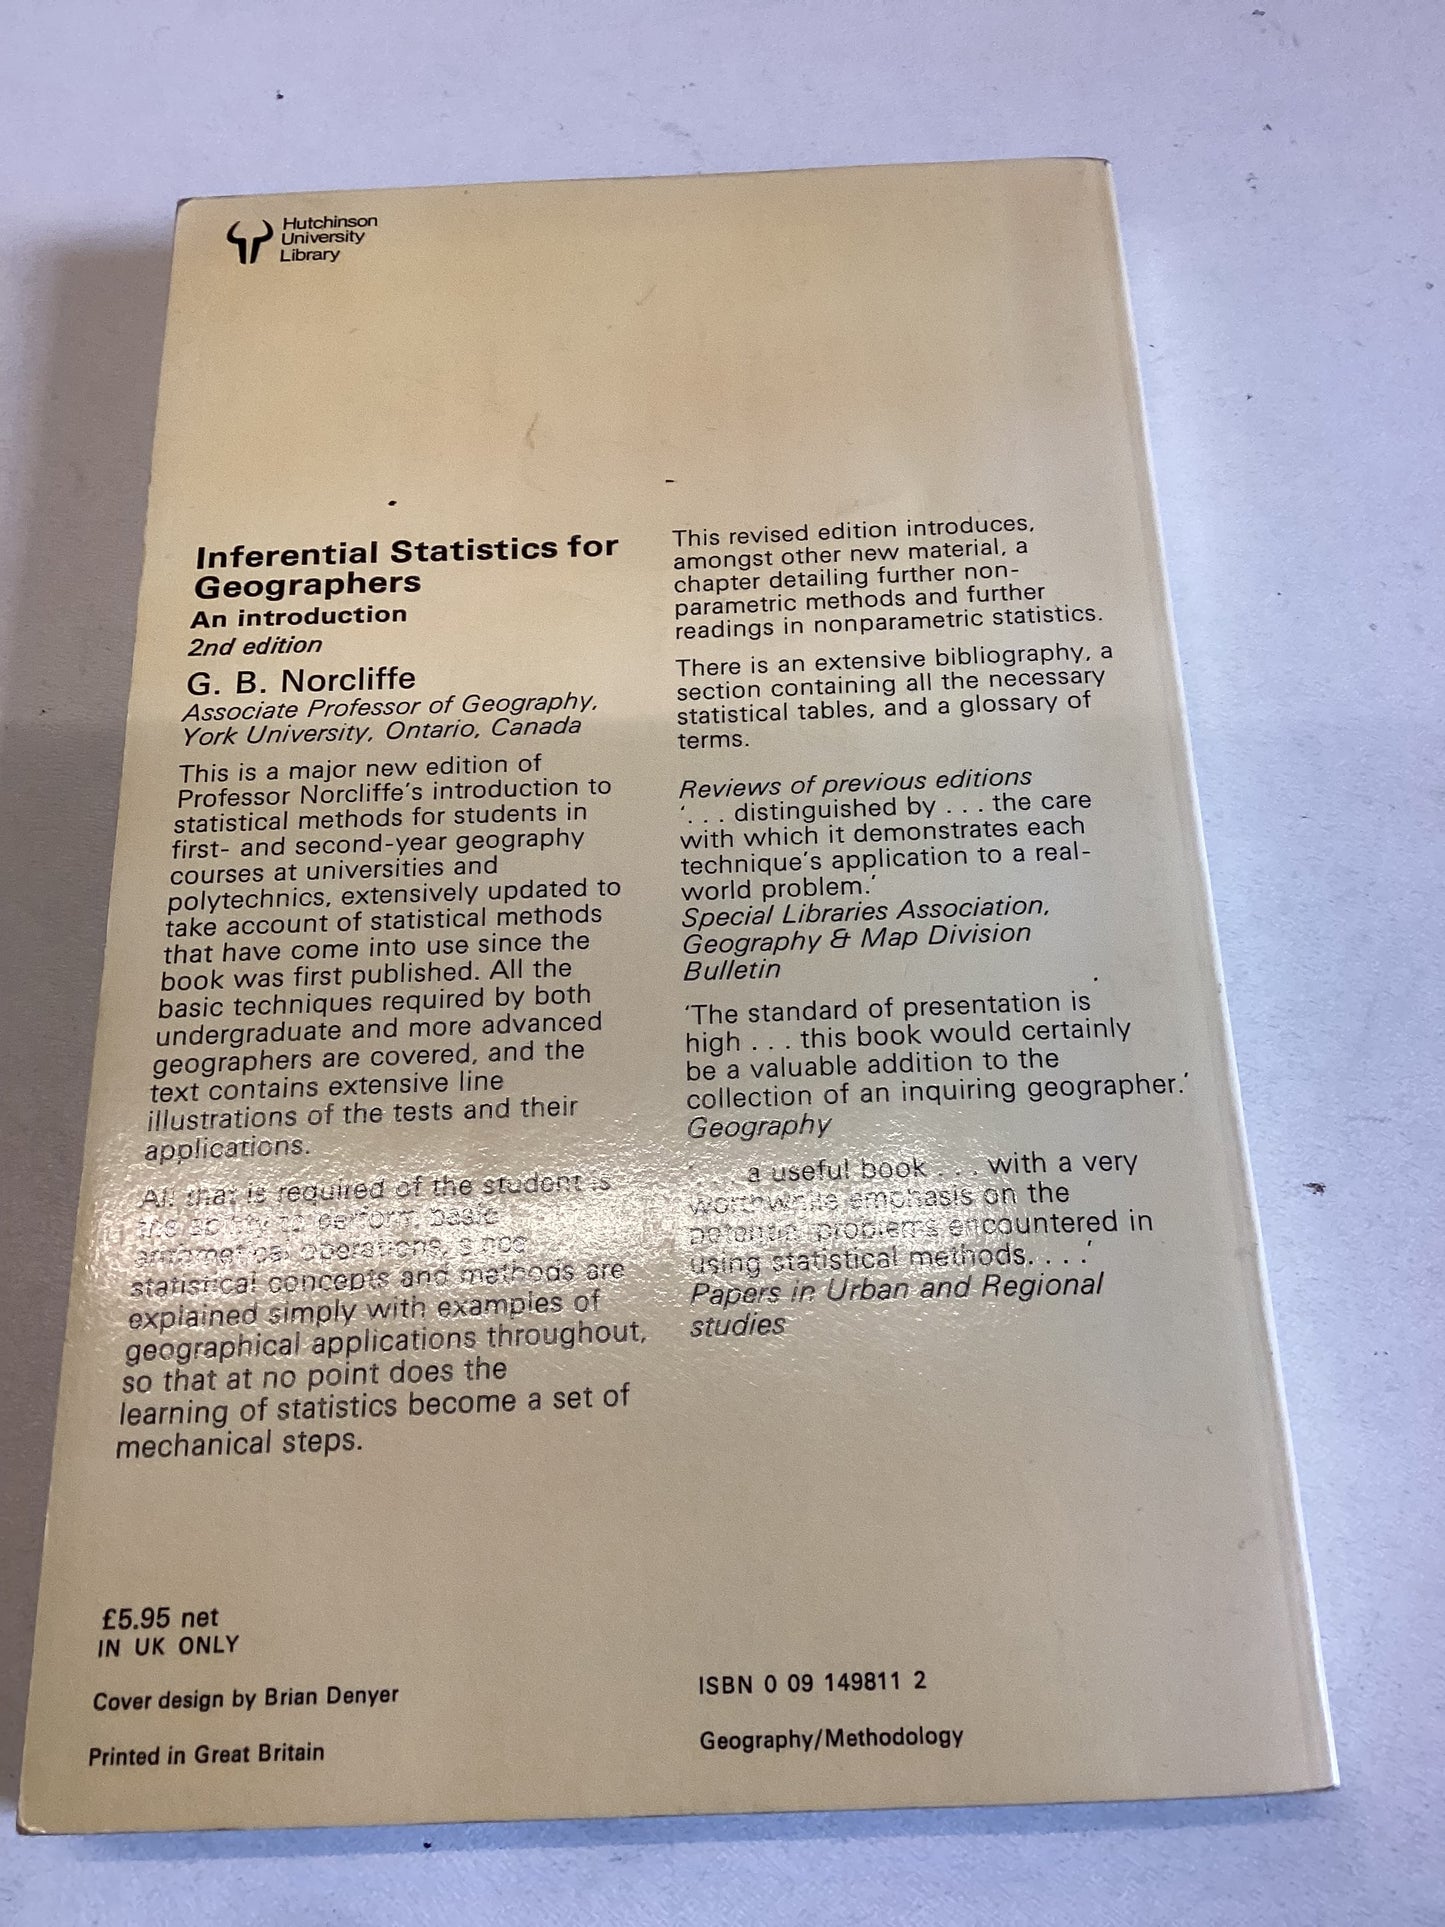 Hutchinson
University
Library
Inferential Statistics for
Geographers
An introduction
2nd edition
G. B. Norcliffe
Associate Professor of Geography,
York University, Ontario, Canada
This is a major new edition of
Professor Norcliffe's introduction to
statistical methods for students in
first- and second-year geography
courses at universities and
polytechnics, extensively updated to
take account of statistical methods
that have come into use since the
book was first published. All the
basic techniques required by both
undergraduate and more advanced
geographers are covered, and the
text contains extensive line
illustrations of the tests and their
applications.
All that is required of the student is
the ability to perform basic
arithmetical operations, since
statistical concepts and methods are
explained simply with examples of
geographical applications throughout,
so that at no point does the
learning of statistics become a set of
mechanical steps.
£5.95 net
IN UK ONLY
Cover design by Brian Denyer
Printed in Great Britain
This revised edition introduces,
amongst other new material, a
chapter detailing further non-
parametric methods and further
readings in nonparametric statistics.
There is an extensive bibliography, a
section containing all the necessary
statistical tables, and a glossary of
terms.
Reviews of previous editions
'. . . distinguished by . . . the care
with which it demonstrates each
technique's application to a real-
world problem.'
Special Libraries Association,
Geography & Map Division
Bulletin
'The standard of presentation is
high . . . this book would certainly
be a valuable addition to the
collection of an inquiring geographer.'
Geography
'. . . a useful book . . . with a very
worthwhile emphasis on the
potential problems encountered in
using statistical methods. . . .'
Papers in Urban and Regional
studies
ISBN 0 09 149811 2
Geography/Methodology